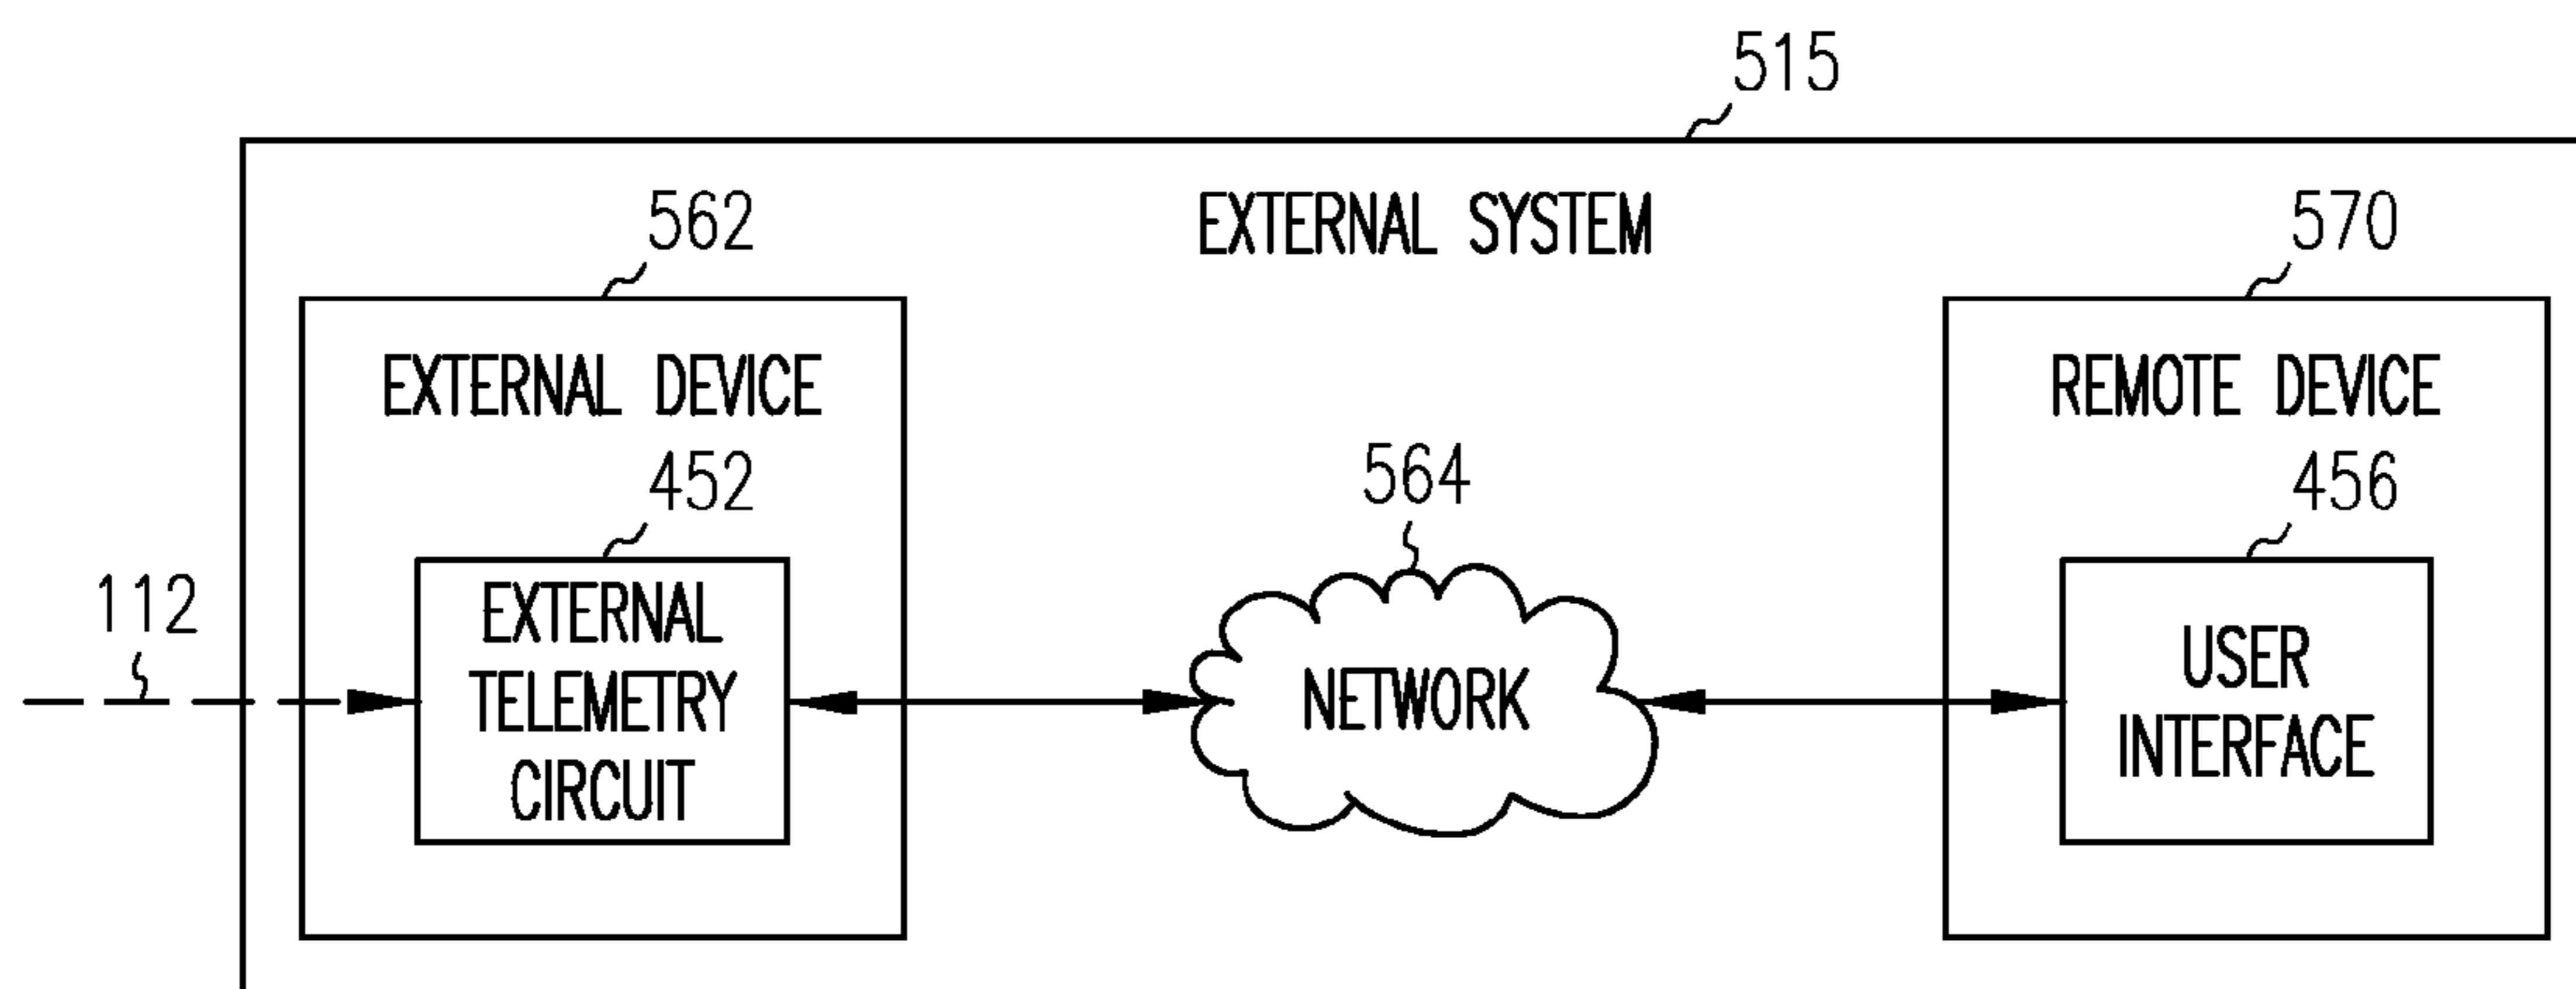 515
EXTERNAL SYSTEM
562
570
EXTERNAL DEVICE
REMOTE DEVICE
452
564
456
112
EXTERNAL
TELEMETRY
CIRCUIT
NETWORK
USER
INTERFACE